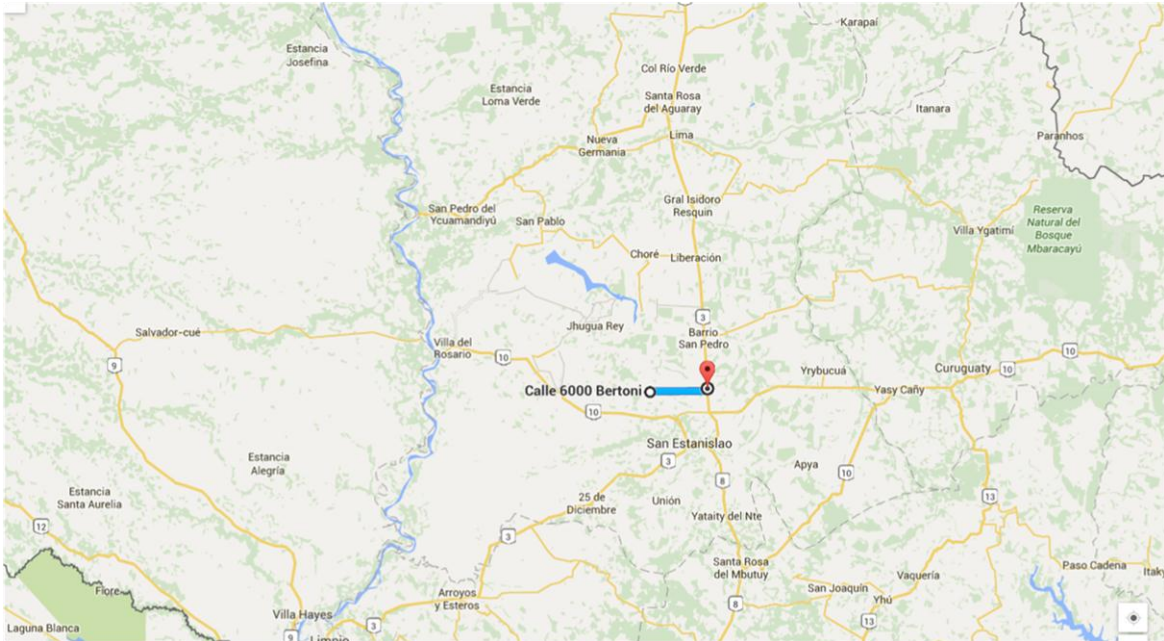 Karapaí
Estancia
Josefina
Col Río Verde
Estancia
Loma Verde
Santa Rosa
del Aguaray
Itanara
Nueva
Germania
Lima
Paranhos
San Pedro del
Ycuamandiyú
San Pablo
Gral Isidoro
Resquin
Reserva
Natural del
Bosque
Mbaracayú
Villa Ygatimí
Choré
Liberación
3
Jhugua Rey
Barrio
San Pedro
Salvador-cué
Villa del
Rosario
10
10
9
Yrybucuá
Curuguaty
10
Calle 6000 Bertoni
Yasy Cañy
10
San Estanislao
Estancia
Alegría
3
Apya
10
8
Estancia
Santa Aurelia
25 de
Diciembre
Unión
13
Yataity del Nte
12
3
Santa Rosa
del Mbutuy
Paso Cadena
Vaquería
San Joaquín
Yhú
Arroyos
y Esteros
8
Villa Hayes
3
13
9
Limpio
Laguna Blanca